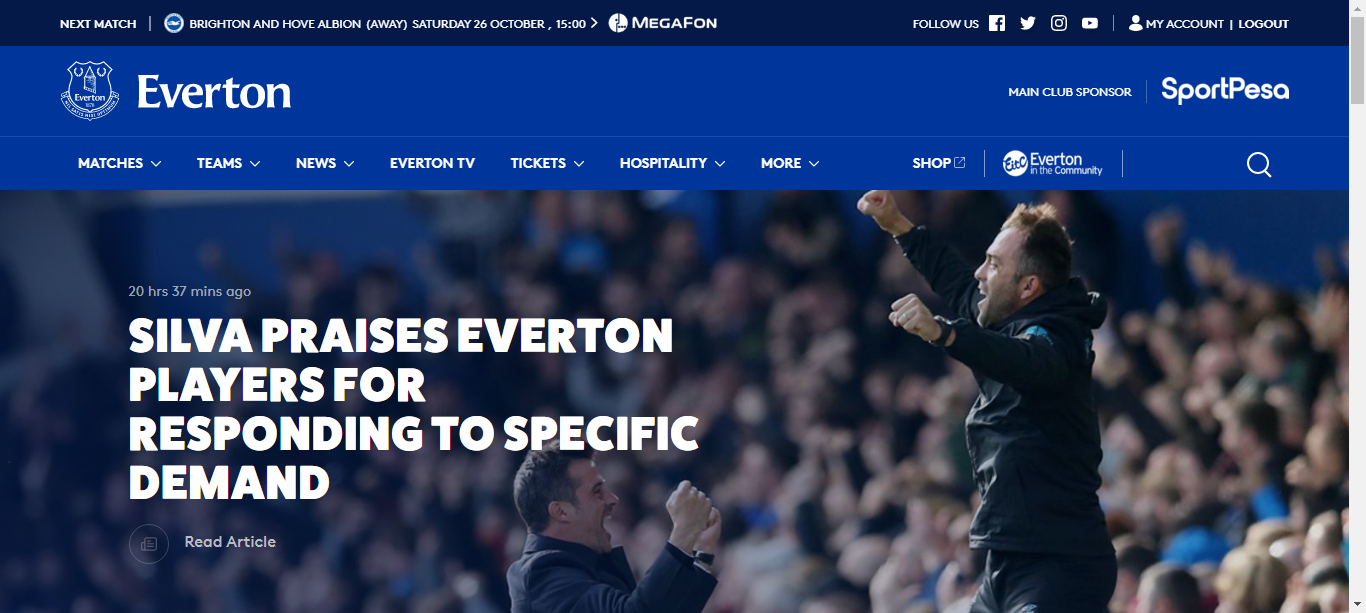 NEXT MATCH | BRIGHTON AND HOVE ALBION (AWAY) SATURDAY 26 OCTOBER , 15:00 MEGAFON FOLLOW US MY ACCOUNT | LOGOUT
Everton
1878
Everton
MAIN CLUB SPONSOR SportPesa
MATCHES TEAMS NEWS EVERTON TV TICKETS HOSPITALITY MORE SHOP EitC Everton
in the Community
20 hrs 37 mins ago
SILVA PRAISES EVERTON
PLAYERS FOR
RESPONDING TO SPECIFIC
DEMAND
Read Article